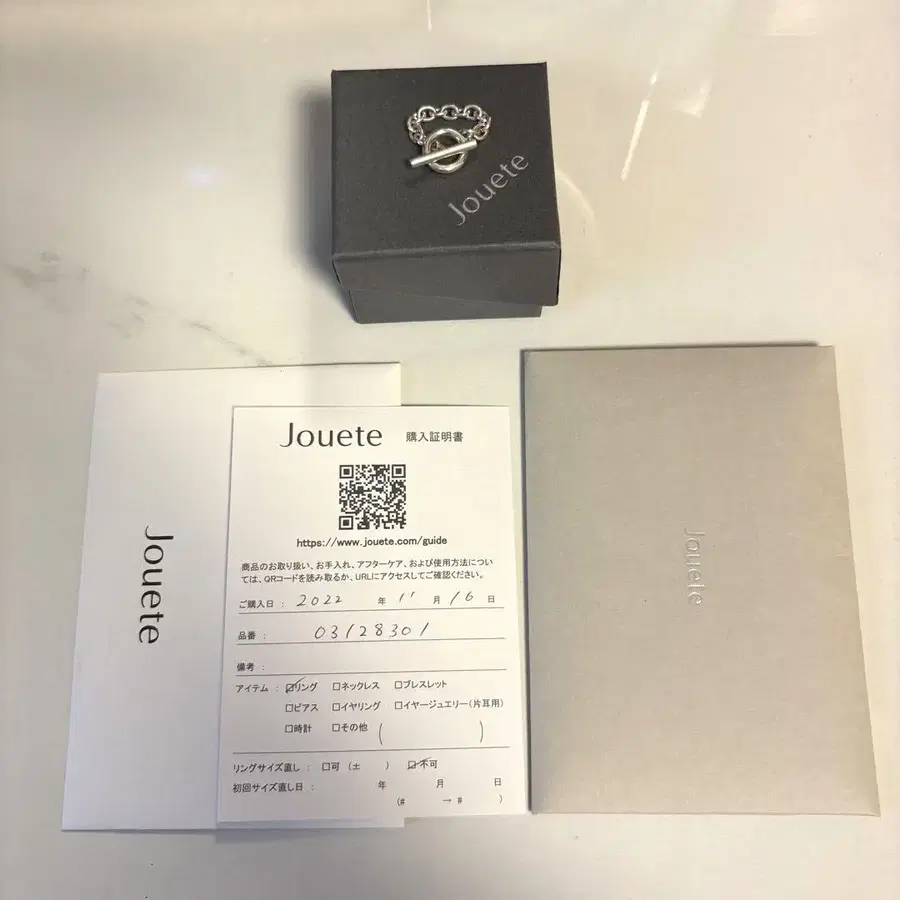 Jouete
Jouete
Jouete 購入証明書
https://www.jouete.com/guide
商品のお取り扱い、お手入れ、アフターケア、および使用方法につい
ては、QRコードを読み取るか、URLにアクセスしてご確認ください。
ご購入日 : 2022 年 11 月 16 日
品番 : 03128301
備考 :
アイテム : ☑リング □ネックレス □ブレスレット
□ピアス □イヤリング □イヤージュエリー(片耳用)
□時計 □その他 ( )
リングサイズ直し : □可 (± ) ☑不可
初回サイズ直し日 : 年 月 日
(# → # )
Jouete